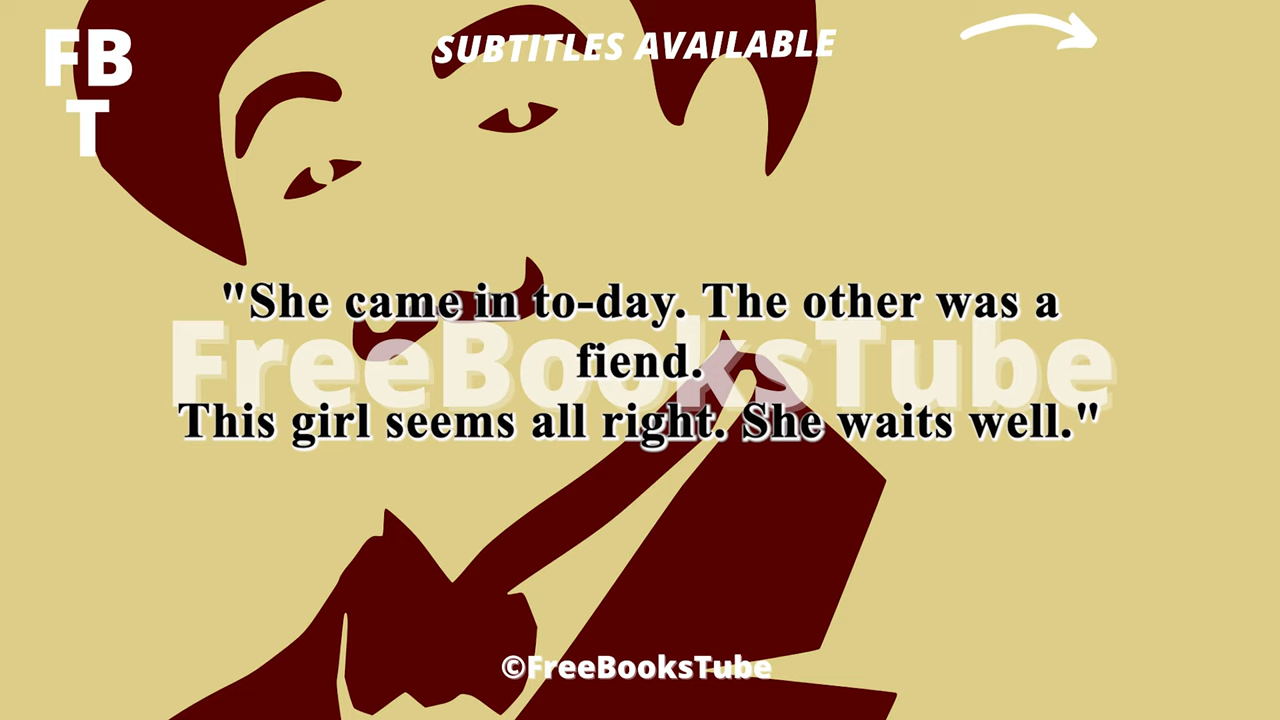 FB
T
SUBTITLES AVAILABLE
"She came in to-day. The other was a
fiend.
This girl seems all right. She waits well."
FreeBooksTube
©FreeBooksTube